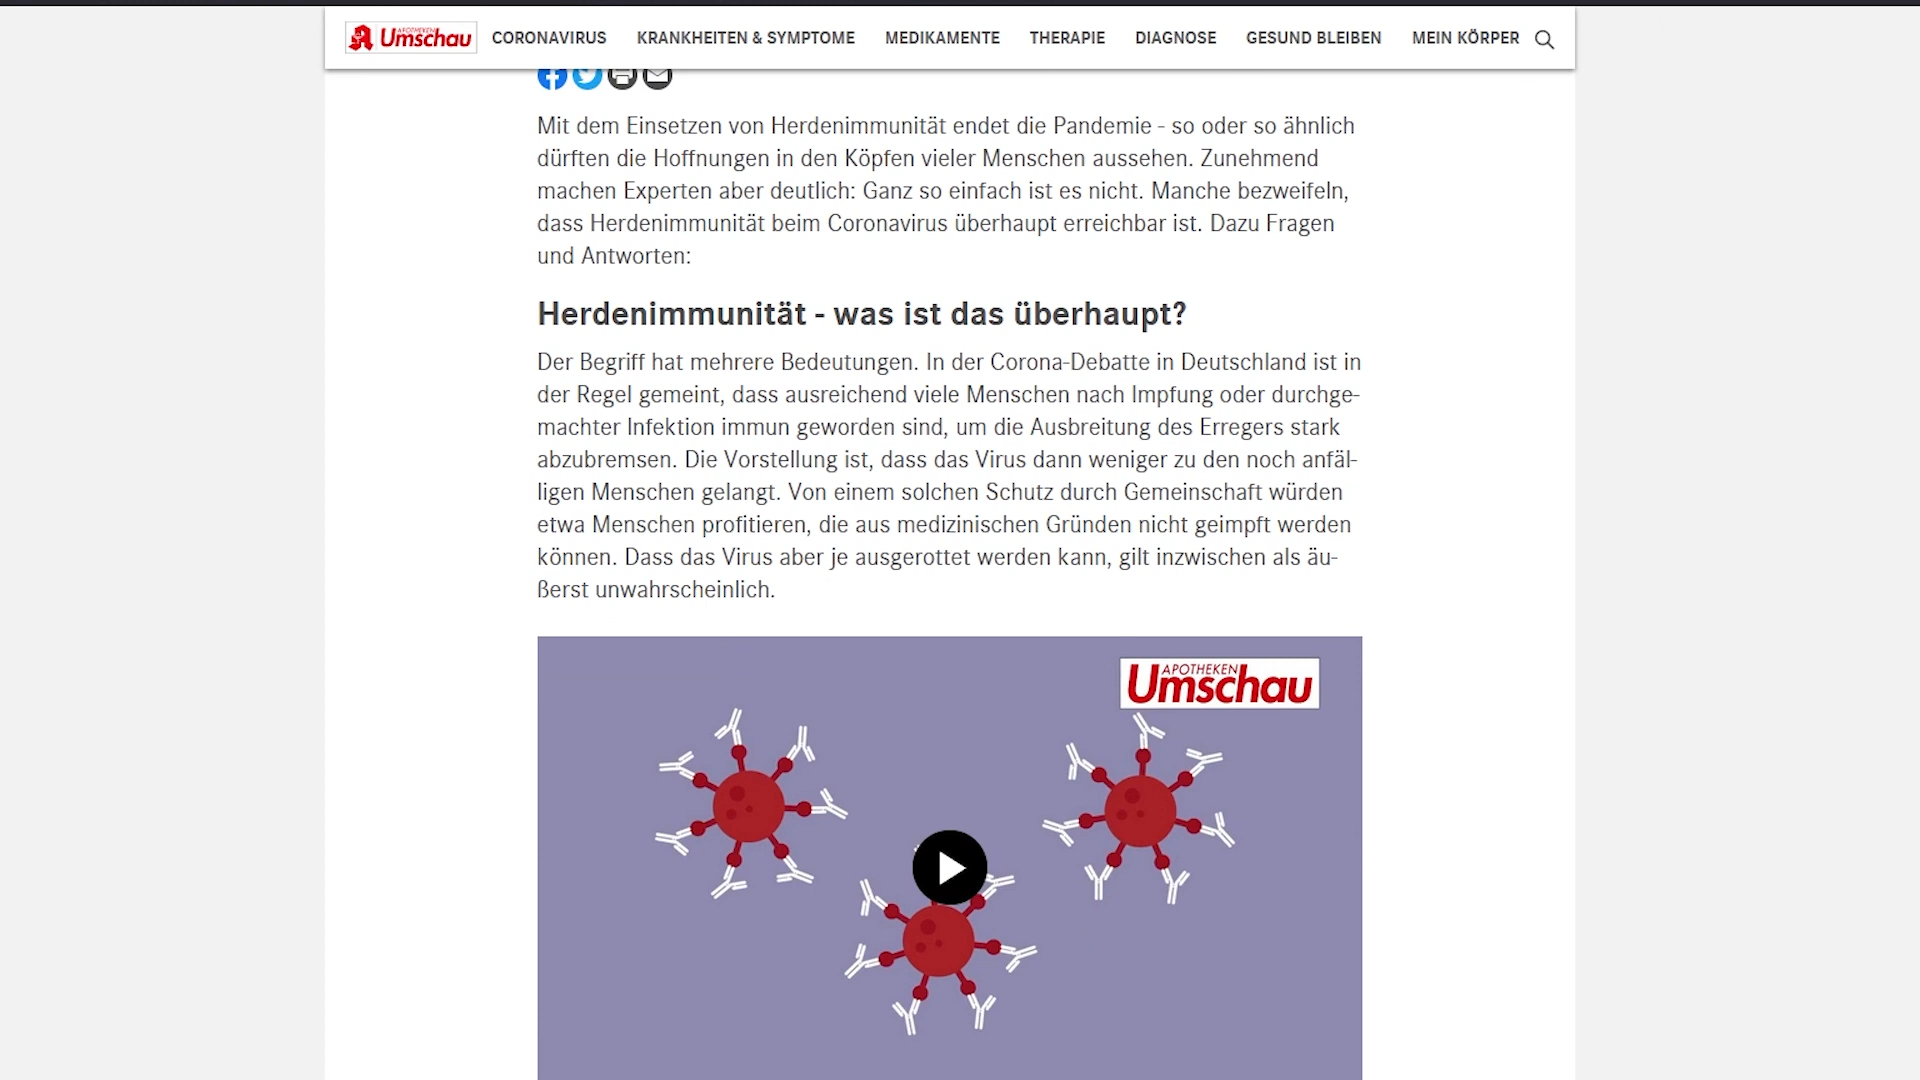 APOTHEKEN
Umschau
CORONAVIRUS KRANKHEITEN & SYMPTOME MEDIKAMENTE THERAPIE DIAGNOSE GESUND BLEIBEN MEIN KÖRPER
Mit dem Einsetzen von Herdenimmunität endet die Pandemie - so oder so ähnlich
dürften die Hoffnungen in den Köpfen vieler Menschen aussehen. Zunehmend
machen Experten aber deutlich: Ganz so einfach ist es nicht. Manche bezweifeln,
dass Herdenimmunität beim Coronavirus überhaupt erreichbar ist. Dazu Fragen
und Antworten:
Herdenimmunität - was ist das überhaupt?
Der Begriff hat mehrere Bedeutungen. In der Corona-Debatte in Deutschland ist in
der Regel gemeint, dass ausreichend viele Menschen nach Impfung oder durchge-
machter Infektion immun geworden sind, um die Ausbreitung des Erregers stark
abzubremsen. Die Vorstellung ist, dass das Virus dann weniger zu den noch anfäl-
ligen Menschen gelangt. Von einem solchen Schutz durch Gemeinschaft würden
etwa Menschen profitieren, die aus medizinischen Gründen nicht geimpft werden
können. Dass das Virus aber je ausgerottet werden kann, gilt inzwischen als äu-
ßerst unwahrscheinlich.
APOTHEKEN
Umschau